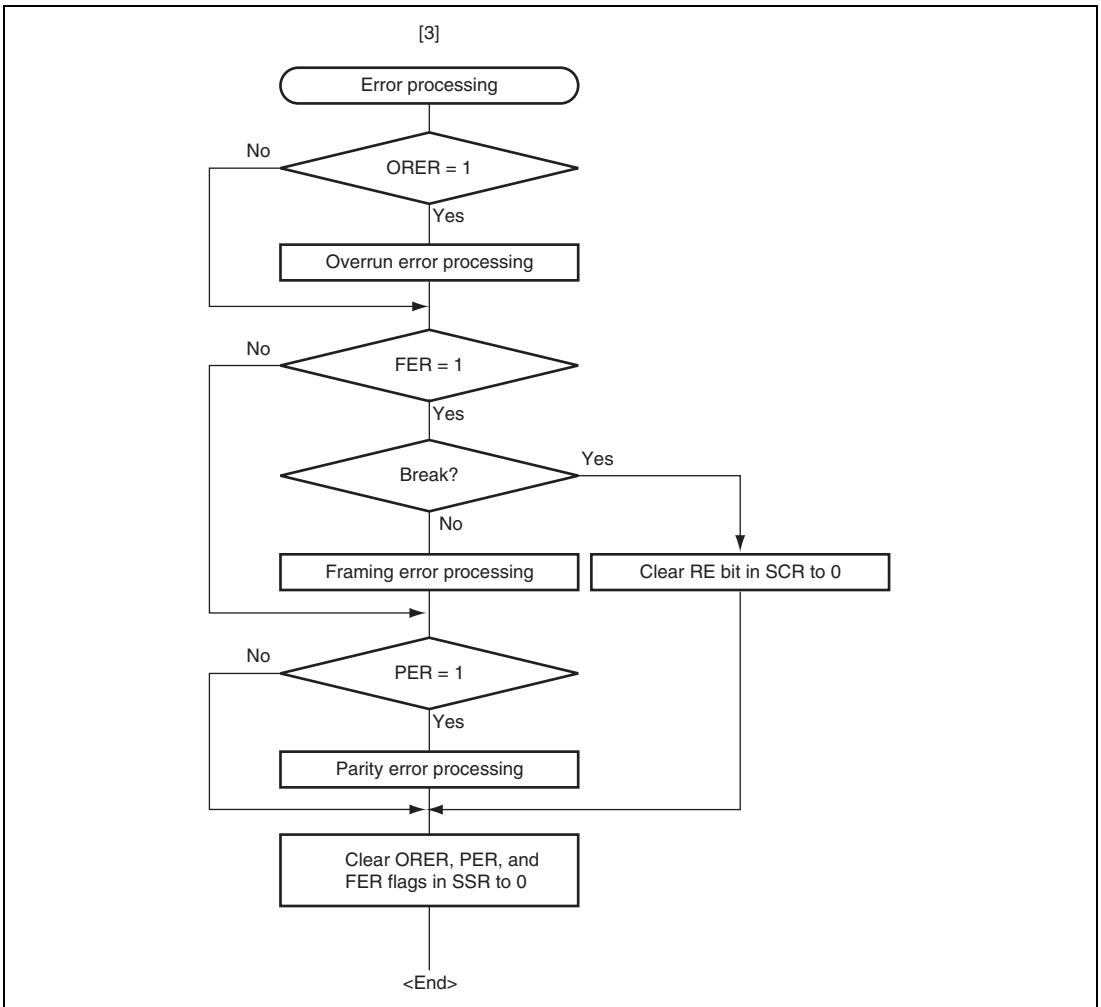 [3]
Error processing
No
ORER = 1
Yes
Overrun error processing
No
FER = 1
Yes
Break?
Yes
No
Framing error processing
Clear RE bit in SCR to 0
No
PER = 1
Yes
Parity error processing
Clear ORER, PER, and
FER flags in SSR to 0
<End>